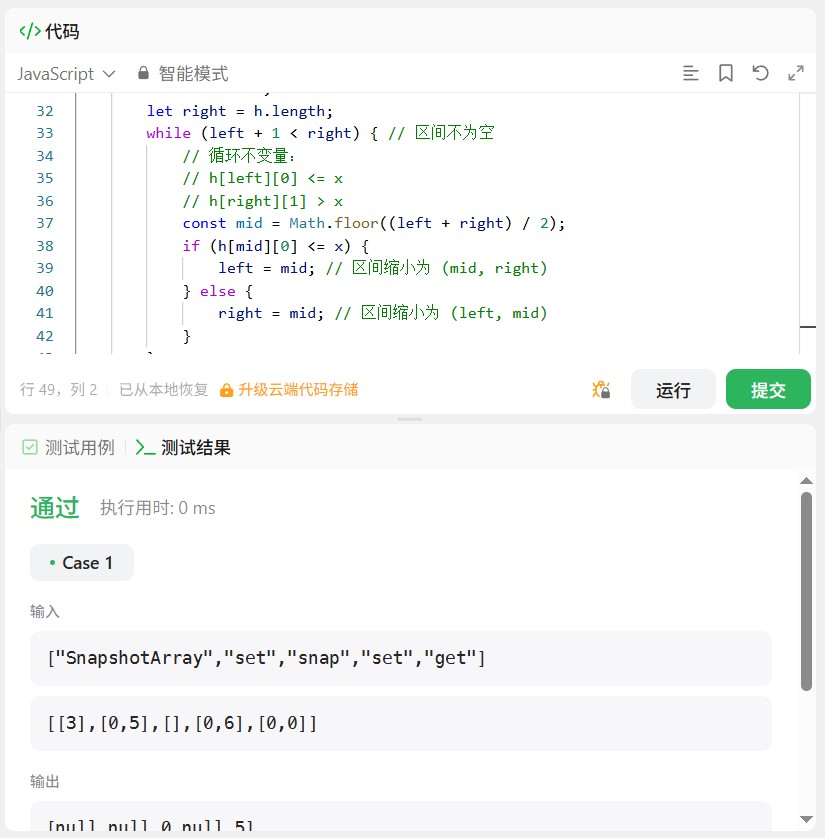 </> 代码
JavaScript 智能模式
32 let right = h.length;
33 while (left + 1 < right) { // 区间不为空
34 // 循环不变量：
35 // h[left][0] <= x
36 // h[right][1] > x
37 const mid = Math.floor((left + right) / 2);
38 if (h[mid][0] <= x) {
39 left = mid; // 区间缩小为 (mid, right)
40 } else {
41 right = mid; // 区间缩小为 (left, mid)
42 }
行 49，列 2 已从本地恢复 升级云端代码存储 运行 提交
测试用例 测试结果
通过 执行用时: 0 ms
Case 1
输入
["SnapshotArray","set","snap","set","get"]
[[3],[0,5],[],[0,6],[0,0]]
输出
[null,null,0,null,5]